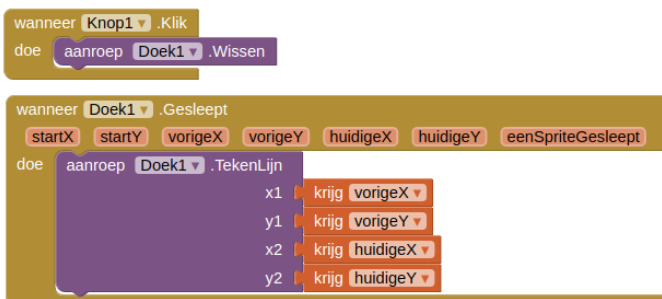 wanneer Knop1 .Klik
doe aanroep Doek1 .Wissen
wanneer Doek1 .Gesleept
startX startY vorigeX vorigeY huidigeX huidigeY eenSpriteGesleept
doe aanroep Doek1 .TekenLijn
x1 krijg vorigeX
y1 krijg vorigeY
x2 krijg huidigeX
y2 krijg huidigeY